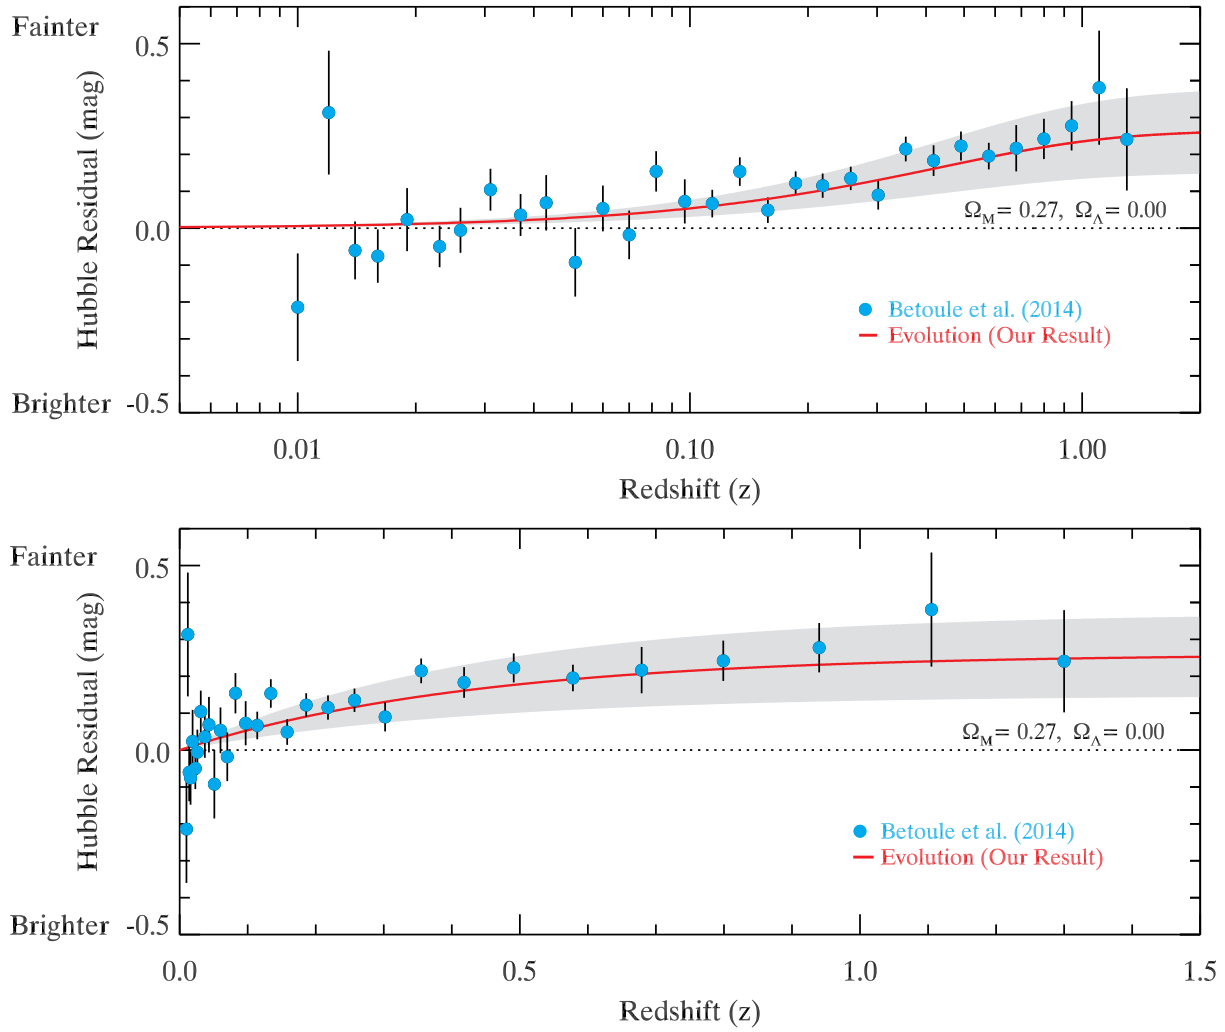 Fainter
0.5
Hubble Residual (mag)
0.0
Ω_M = 0.27, Ω_Λ = 0.00
Betoule et al. (2014)
Evolution (Our Result)
Brighter
-0.5
0.01 0.10 1.00
Redshift (z)
Fainter
0.5
Hubble Residual (mag)
0.0
Ω_M = 0.27, Ω_Λ = 0.00
Betoule et al. (2014)
Evolution (Our Result)
Brighter
-0.5
0.0 0.5 1.0 1.5
Redshift (z)